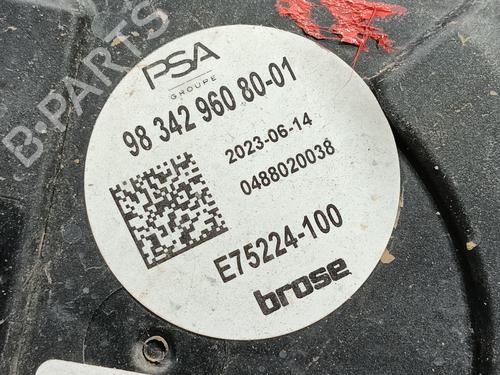 PSA
GROUPE
98 342 960 80-01
2023-06-14
0488020038
E75224-100
brose
B-PARTS